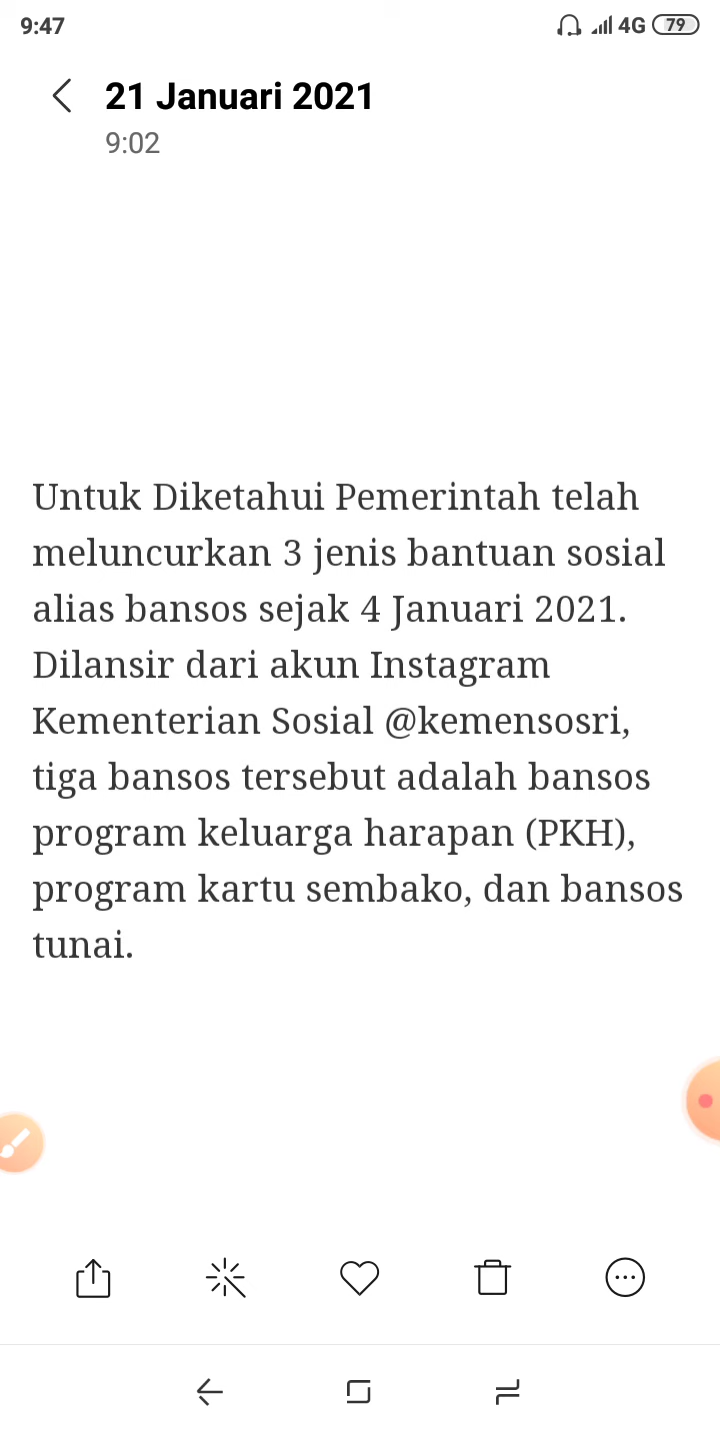 9:47
4G 79
21 Januari 2021
9:02
Untuk Diketahui Pemerintah telah
meluncurkan 3 jenis bantuan sosial
alias bansos sejak 4 Januari 2021.
Dilansir dari akun Instagram
Kementerian Sosial @kemensosri,
tiga bansos tersebut adalah bansos
program keluarga harapan (PKH),
program kartu sembako, dan bansos
tunai.